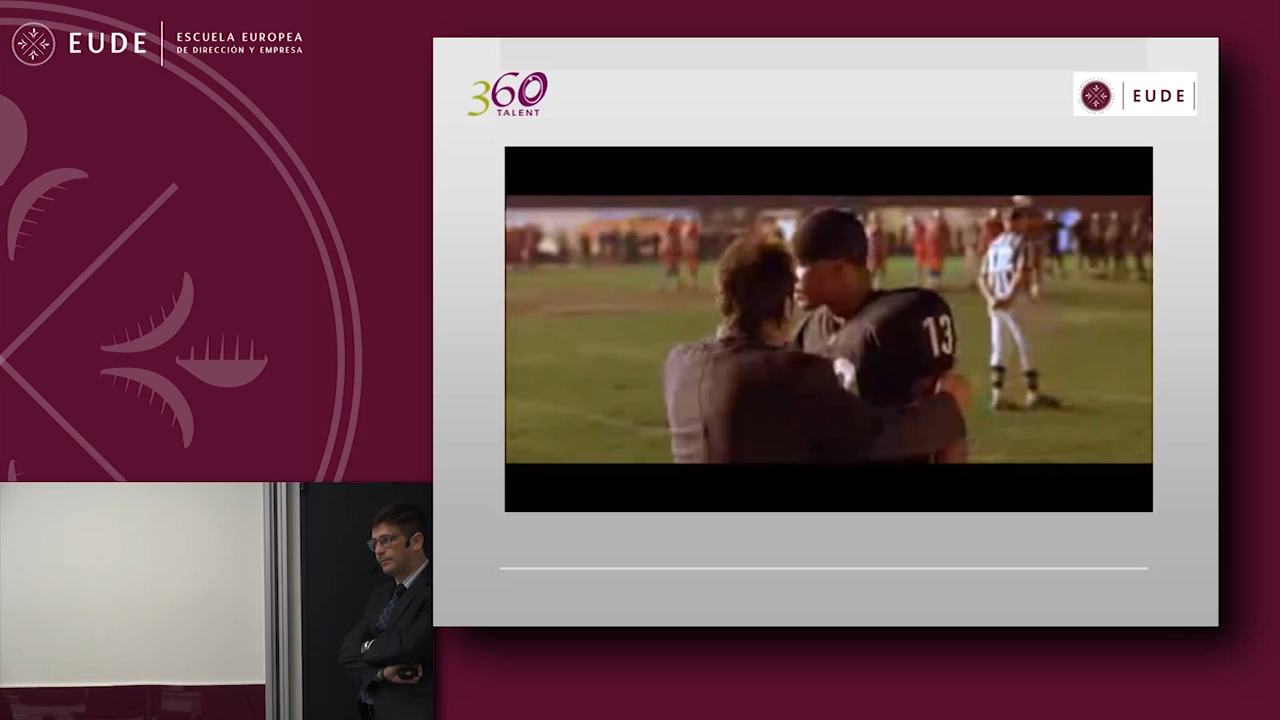 EUDE
ESCUELA EUROPEA
DE DIRECCIÓN Y EMPRESA
360
TALENT
EUDE
13